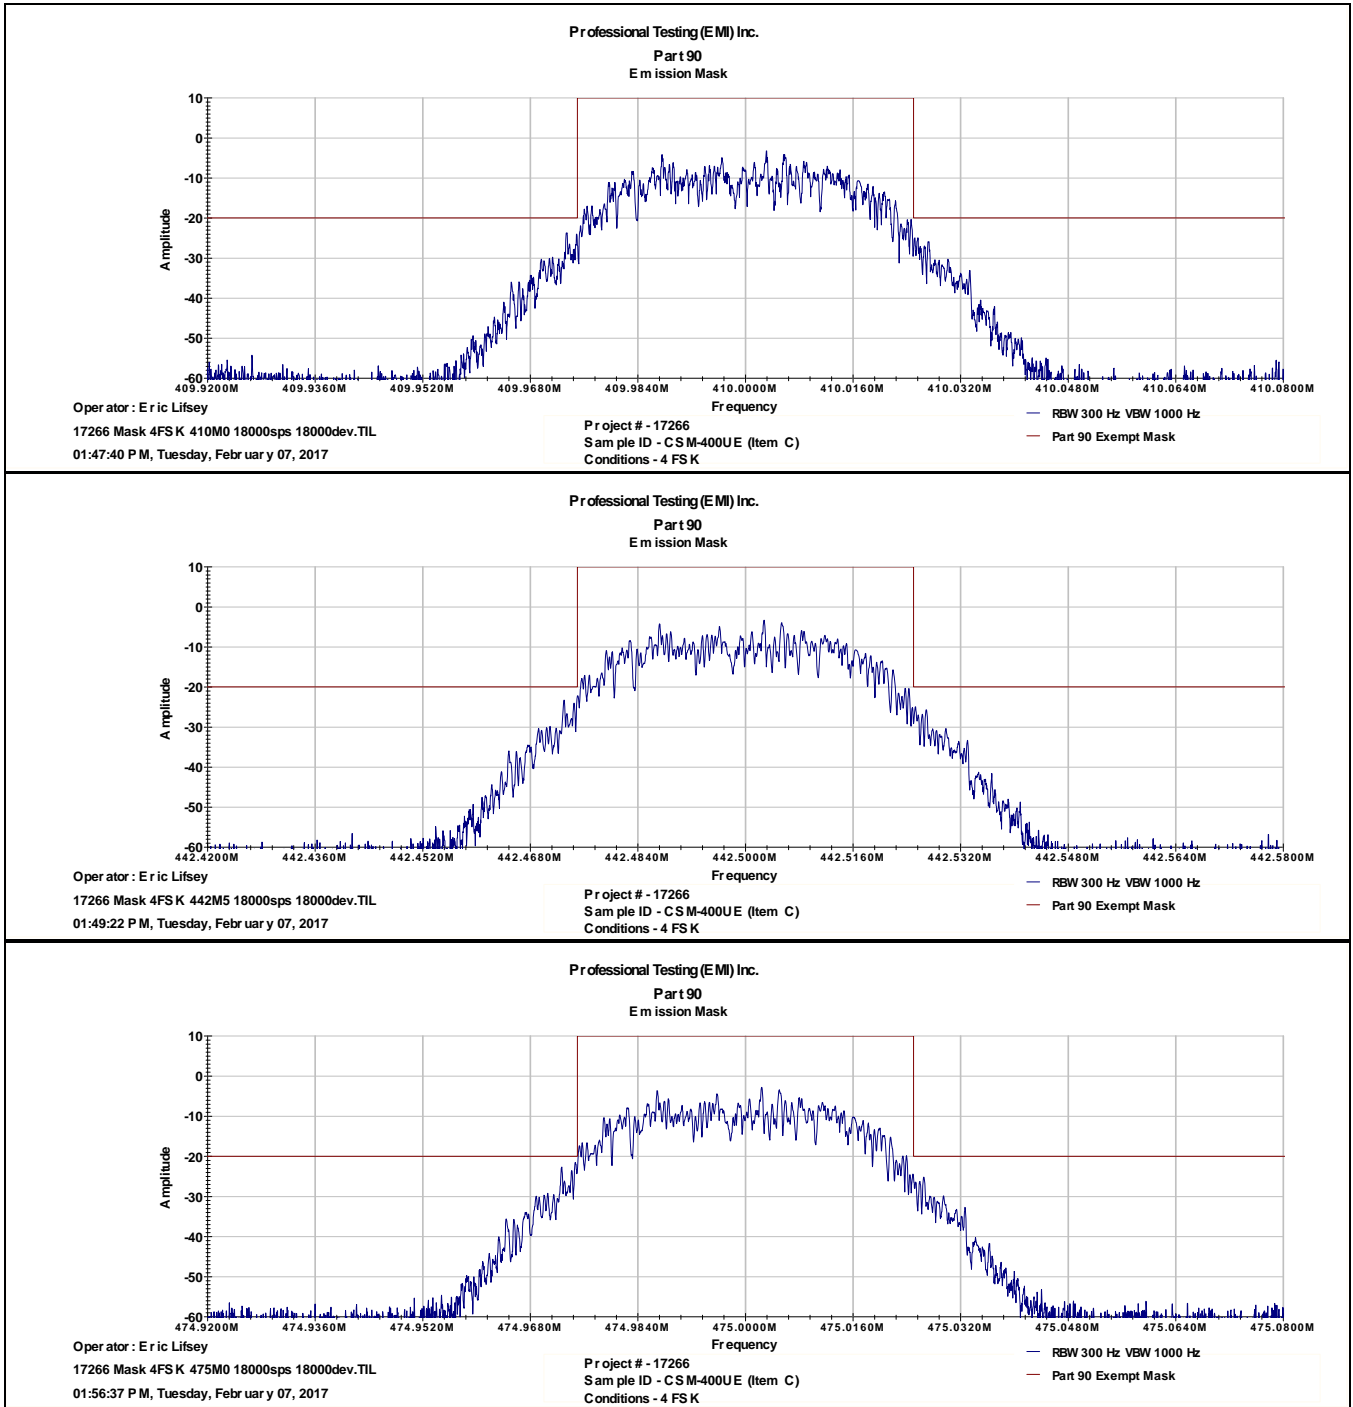 Professional Testing (EMI) Inc.
Part 90
Emission Mask
10
0
-10
-20
-30
-40
-50
-60
Amplitude
409.9200M 409.9360M 409.9520M 409.9680M 409.9840M 410.0000M 410.0160M 410.0320M 410.0480M 410.0640M 410.0800M
Frequency
Operator : Eric Lifsey
17266 Mask 4FSK 410M0 18000sps 18000dev.TIL
01:47:40 PM, Tuesday, February 07, 2017
Project # - 17266
Sample ID - CSM-400UE (Item C)
Conditions - 4 FSK
RBW 300 Hz VBW 1000 Hz
Part 90 Exempt Mask
Professional Testing (EMI) Inc.
Part 90
Emission Mask
10
0
-10
-20
-30
-40
-50
-60
Amplitude
442.4200M 442.4360M 442.4520M 442.4680M 442.4840M 442.5000M 442.5160M 442.5320M 442.5480M 442.5640M 442.5800M
Frequency
Operator : Eric Lifsey
17266 Mask 4FSK 442M5 18000sps 18000dev.TIL
01:49:22 PM, Tuesday, February 07, 2017
Project # - 17266
Sample ID - CSM-400UE (Item C)
Conditions - 4 FSK
RBW 300 Hz VBW 1000 Hz
Part 90 Exempt Mask
Professional Testing (EMI) Inc.
Part 90
Emission Mask
10
0
-10
-20
-30
-40
-50
-60
Amplitude
474.9200M 474.9360M 474.9520M 474.9680M 474.9840M 475.0000M 475.0160M 475.0320M 475.0480M 475.0640M 475.0800M
Frequency
Operator : Eric Lifsey
17266 Mask 4FSK 475M0 18000sps 18000dev.TIL
01:56:37 PM, Tuesday, February 07, 2017
Project # - 17266
Sample ID - CSM-400UE (Item C)
Conditions - 4 FSK
RBW 300 Hz VBW 1000 Hz
Part 90 Exempt Mask